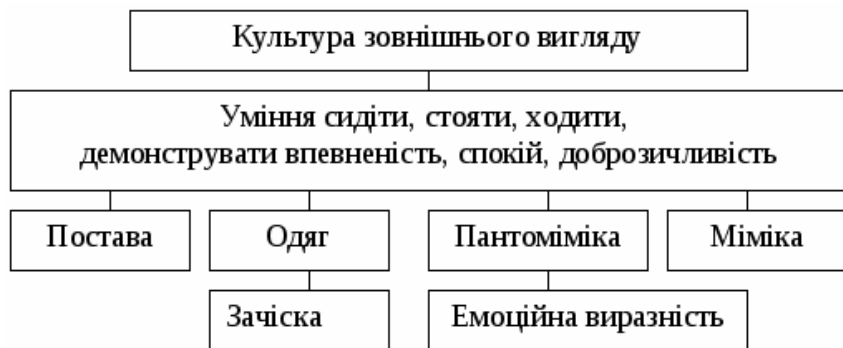 Культура зовнішнього вигляду
Уміння сидіти, стояти, ходити,
демонструвати впевненість, спокій, доброзичливість
Постава
Одяг
Пантоміміка
Міміка
Зачіска
Емоційна виразність